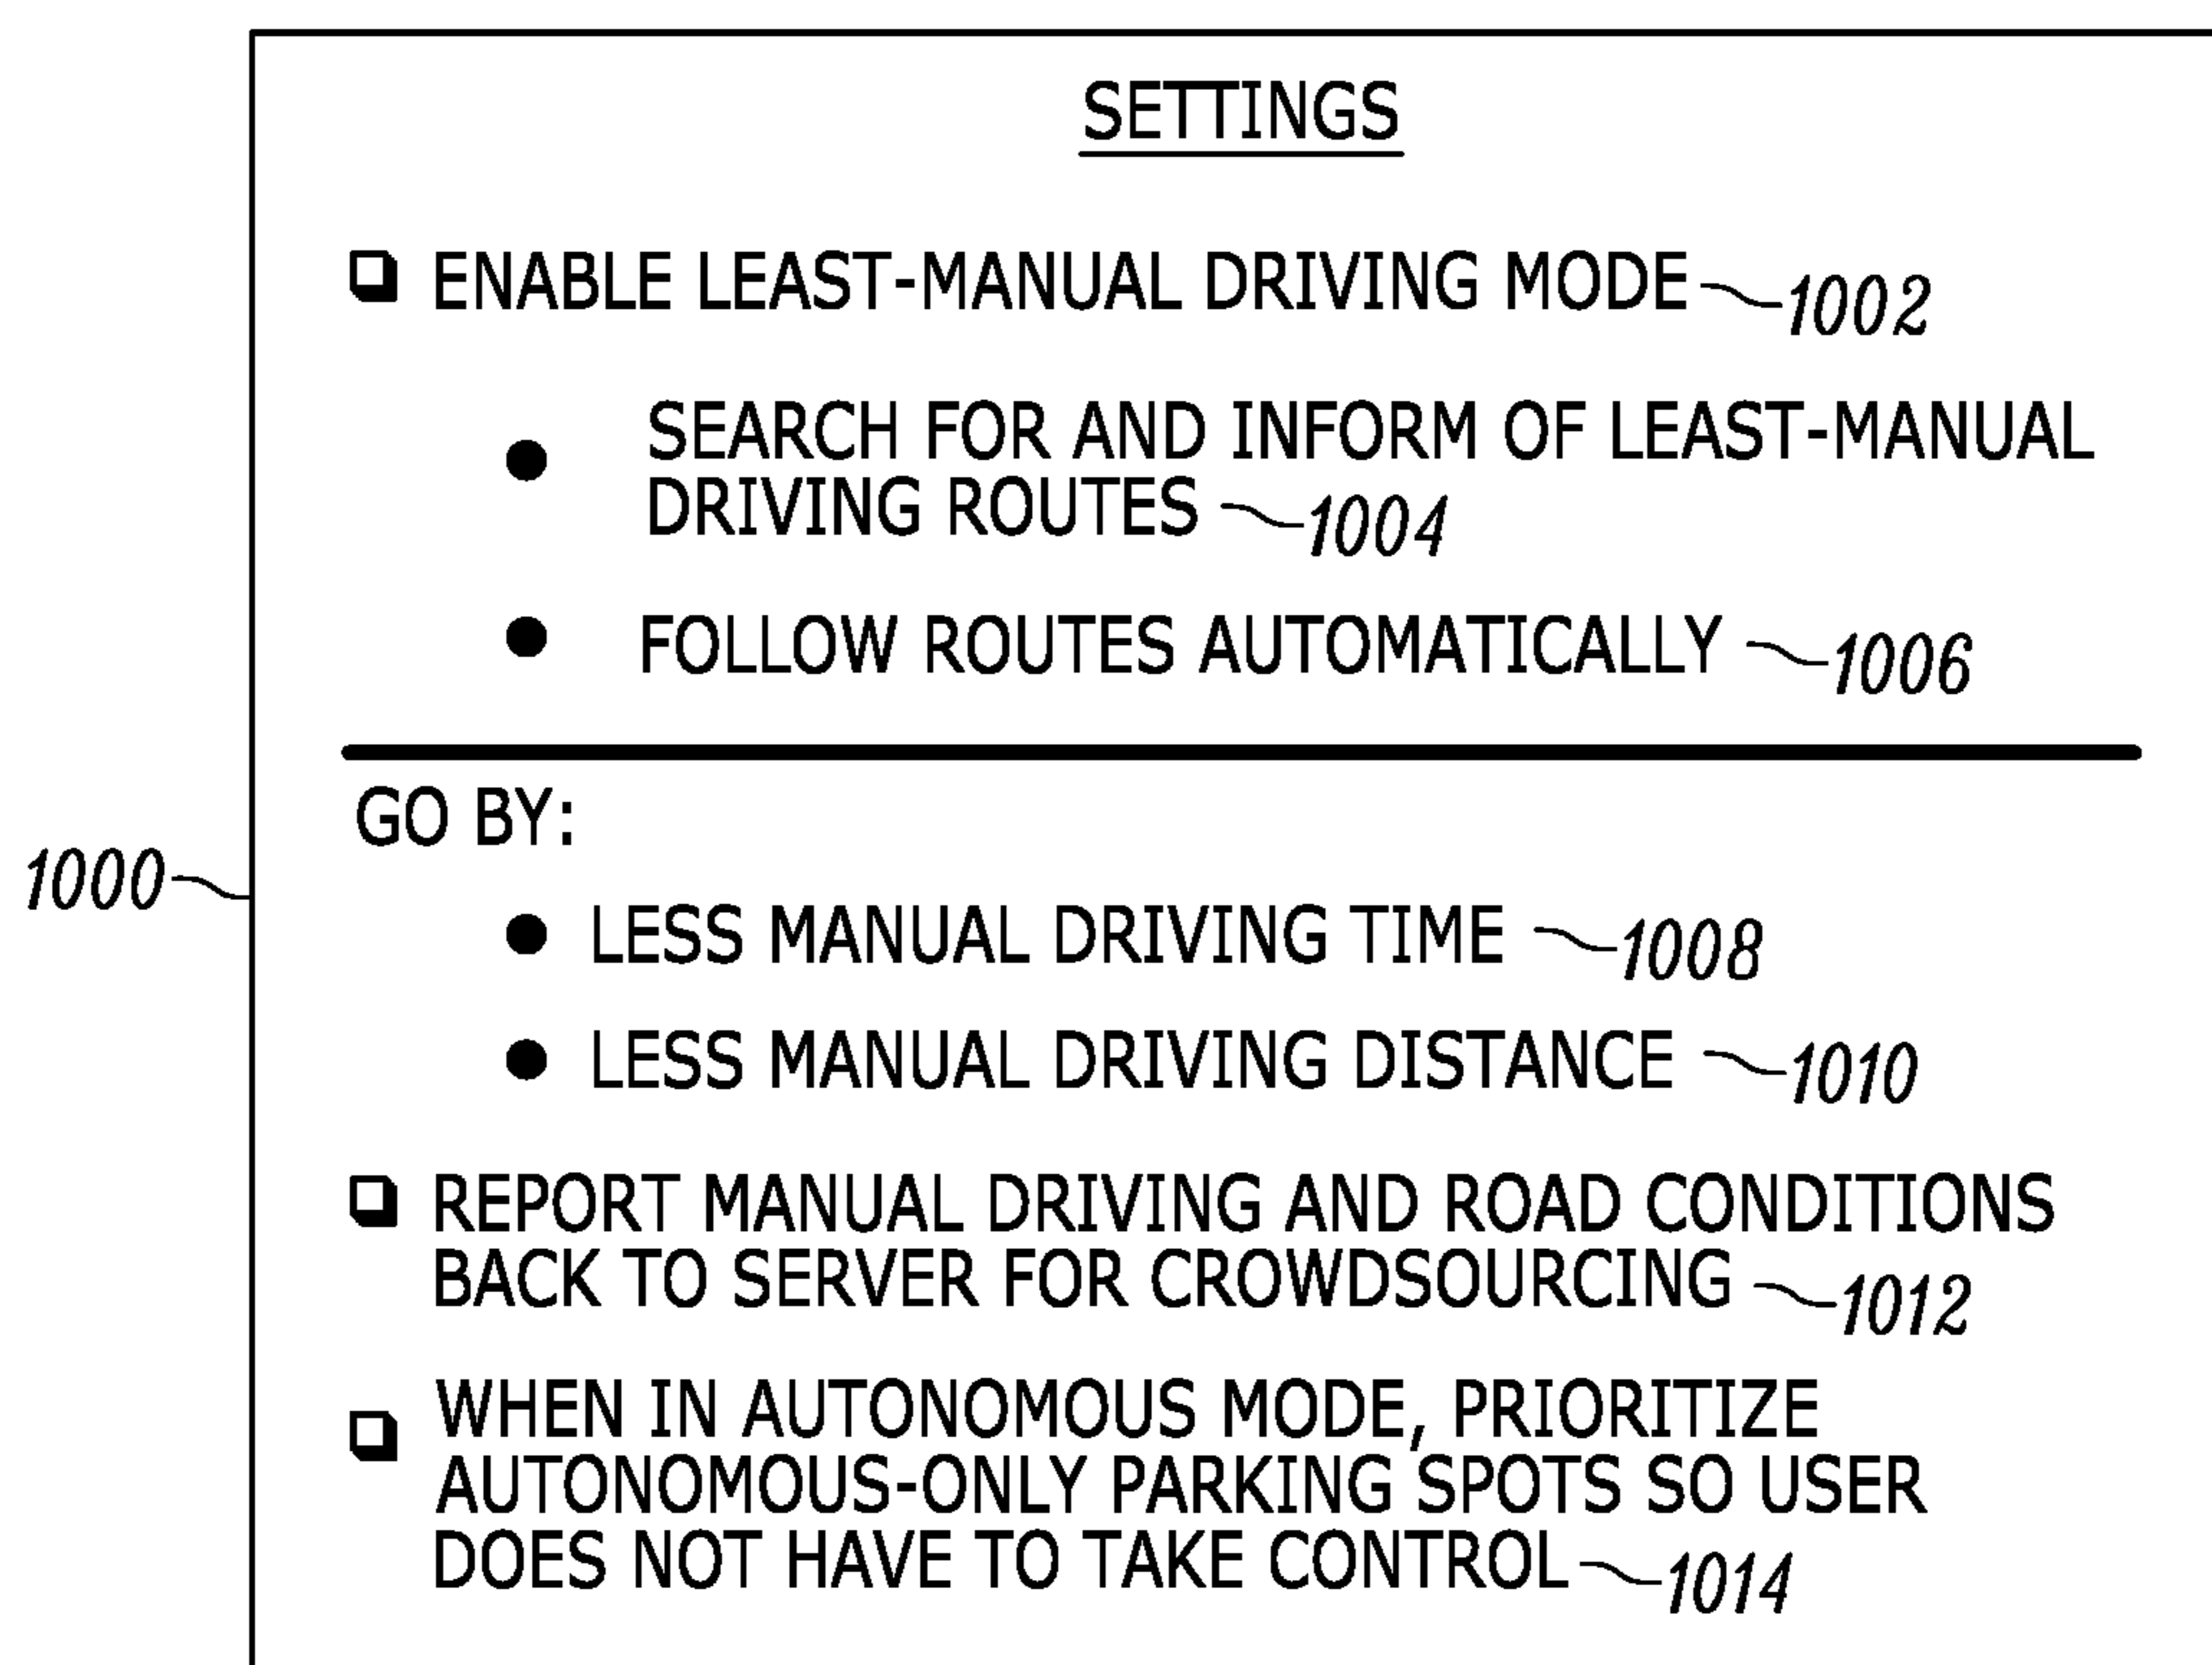 SETTINGS
ENABLE LEAST-MANUAL DRIVING MODE 1002
SEARCH FOR AND INFORM OF LEAST-MANUAL
DRIVING ROUTES 1004
FOLLOW ROUTES AUTOMATICALLY 1006
GO BY:
1000
LESS MANUAL DRIVING TIME 1008
LESS MANUAL DRIVING DISTANCE 1010
REPORT MANUAL DRIVING AND ROAD CONDITIONS
BACK TO SERVER FOR CROWDSOURCING 1012
WHEN IN AUTONOMOUS MODE, PRIORITIZE
AUTONOMOUS-ONLY PARKING SPOTS SO USER
DOES NOT HAVE TO TAKE CONTROL 1014